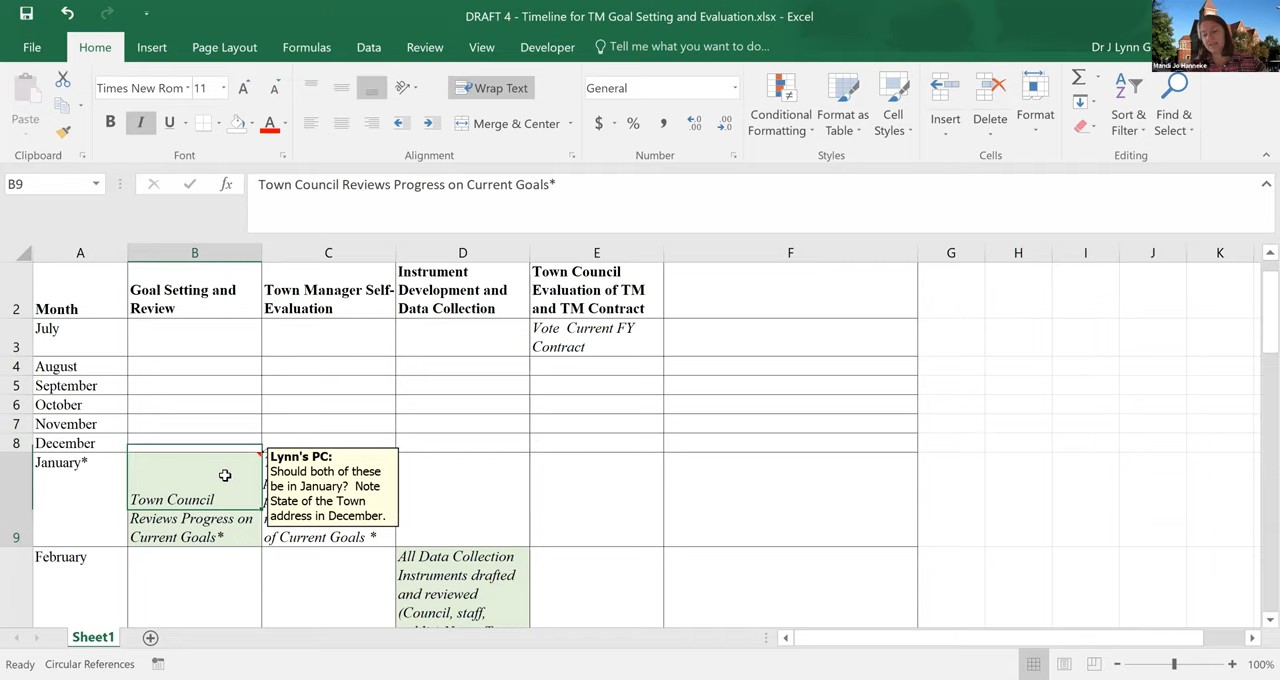 DRAFT 4 - Timeline for TM Goal Setting and Evaluation.xlsx - Excel
File Home Insert Page Layout Formulas Data Review View Developer Tell me what you want to do... Dr J Lynn G
Mandi Jo Hanneke
Paste
Clipboard
Times New Rom 11
B I U A
Font
Wrap Text
Merge & Center
Alignment
General
$ % ,
Number
Conditional Formatting
Format as Table
Cell Styles
Styles
Insert Delete Format
Cells
Sort & Filter
Find & Select
Editing
B9 fx Town Council Reviews Progress on Current Goals*
A B C D E F G H I J K
2 Month
Goal Setting and
Review
Town Manager Self-
Evaluation
Instrument
Development and
Data Collection
Town Council
Evaluation of TM
and TM Contract
3 July
Vote Current FY
Contract
4 August
5 September
6 October
7 November
8 December
9 January*
Town Council
Reviews Progress on
Current Goals*
of Current Goals *
Lynn's PC:
Should both of these
be in January? Note
State of the Town
address in December.
February
All Data Collection
Instruments drafted
and reviewed
(Council, staff,
Sheet1
Ready Circular References 100%